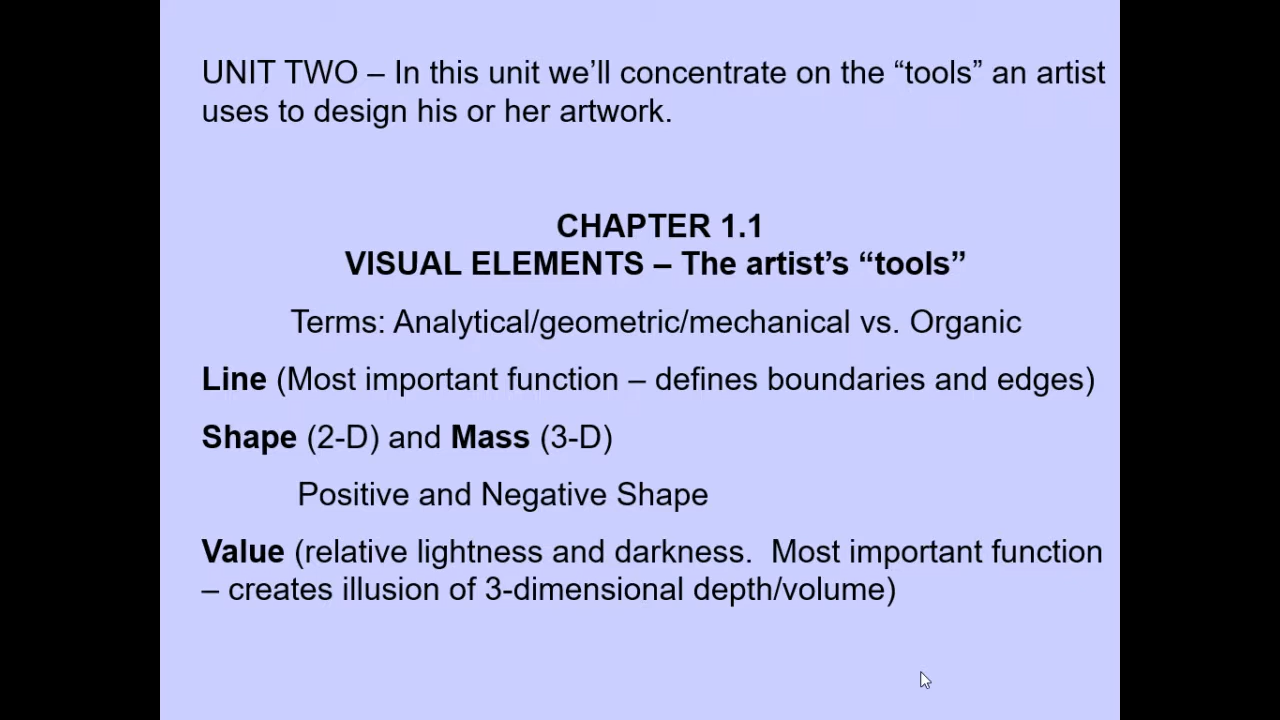 UNIT TWO – In this unit we’ll concentrate on the “tools” an artist
uses to design his or her artwork.
CHAPTER 1.1
VISUAL ELEMENTS – The artist’s “tools”
Terms: Analytical/geometric/mechanical vs. Organic
Line (Most important function – defines boundaries and edges)
Shape (2-D) and Mass (3-D)
Positive and Negative Shape
Value (relative lightness and darkness.  Most important function
– creates illusion of 3-dimensional depth/volume)